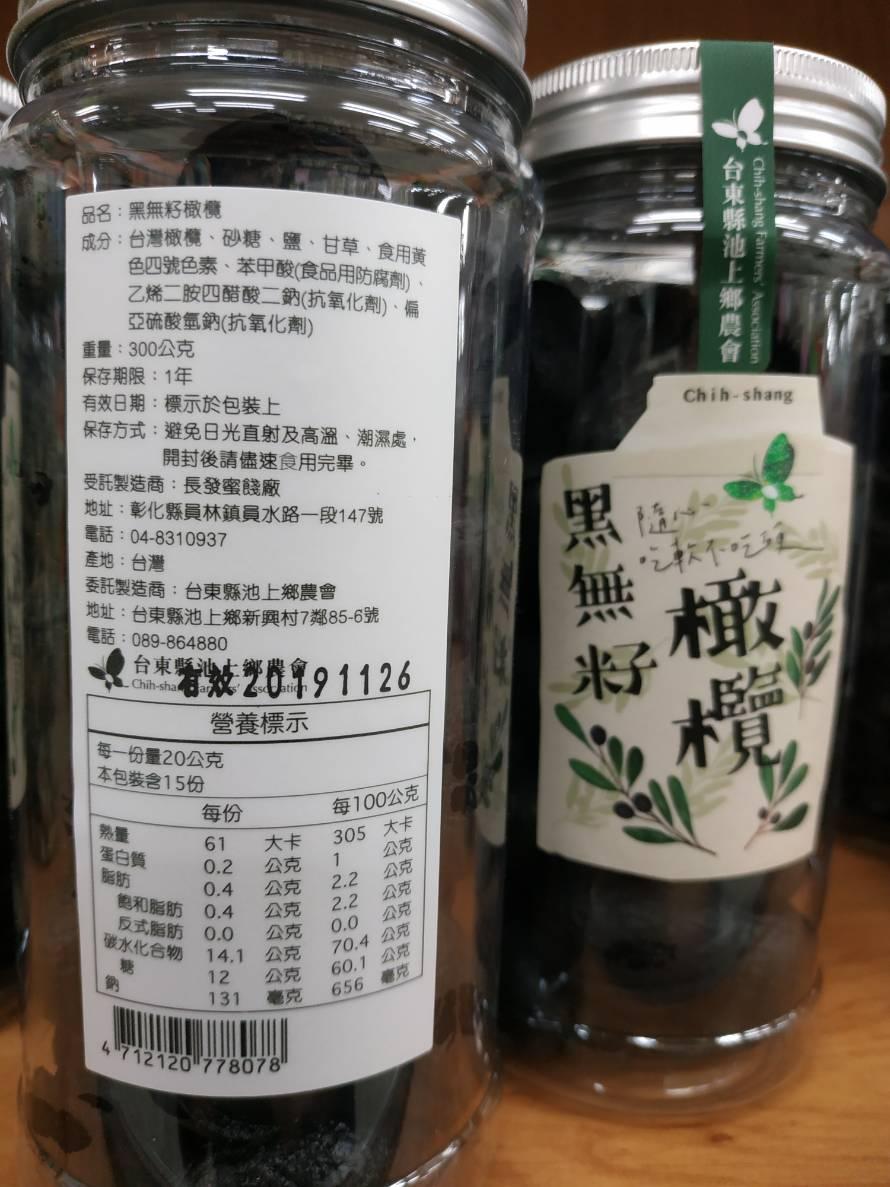 品名：黑無籽橄欖
成分：台灣橄欖、砂糖、鹽、甘草、食用黃
色四號色素、苯甲酸(食品用防腐劑)、
乙烯二胺四醋酸二鈉(抗氧化劑)、偏
亞硫酸氫鈉(抗氧化劑)
重量：300公克
保存期限：1年
有效日期：標示於包裝上
保存方式：避免日光直射及高溫、潮濕處，
開封後請儘速食用完畢。
受託製造商：長發蜜餞廠
地址：彰化縣員林鎮員水路一段147號
電話：04-8310937
產地：台灣
委託製造商：台東縣池上鄉農會
地址：台東縣池上鄉新興村7鄰85-6號
電話：089-864880
台東縣池上鄉農會
Chih-shang Farmers' Association
有效20191126
營養標示
每一份量20公克
本包裝含15份
每份 每100公克
熱量 61 大卡 305 大卡
蛋白質 0.2 公克 1 公克
脂肪 0.4 公克 2.2 公克
飽和脂肪 0.4 公克 2.2 公克
反式脂肪 0.0 公克 0.0 公克
碳水化合物 14.1 公克 70.4 公克
糖 12 公克 60.1 公克
鈉 131 毫克 656 毫克
4 712120 778078
台東縣池上鄉農會
Chih-shang Farmers' Association
Chih-shang
黑無籽
隨心
吃軟不吃硬
橄欖